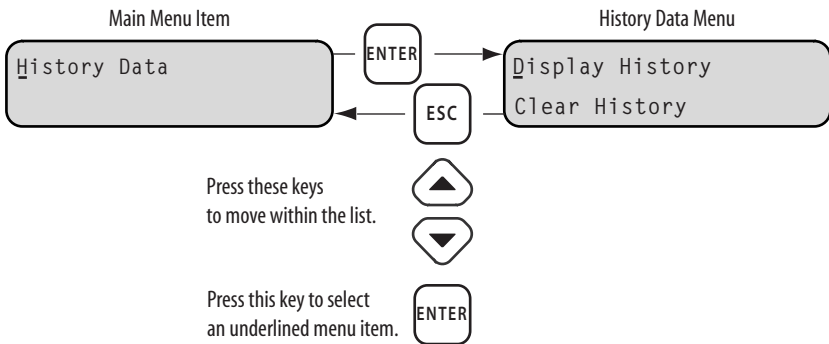 Main Menu Item
History Data Menu
History Data
ENTER
Display History
Clear History
ESC
Press these keys
to move within the list.
Press this key to select
an underlined menu item.
ENTER